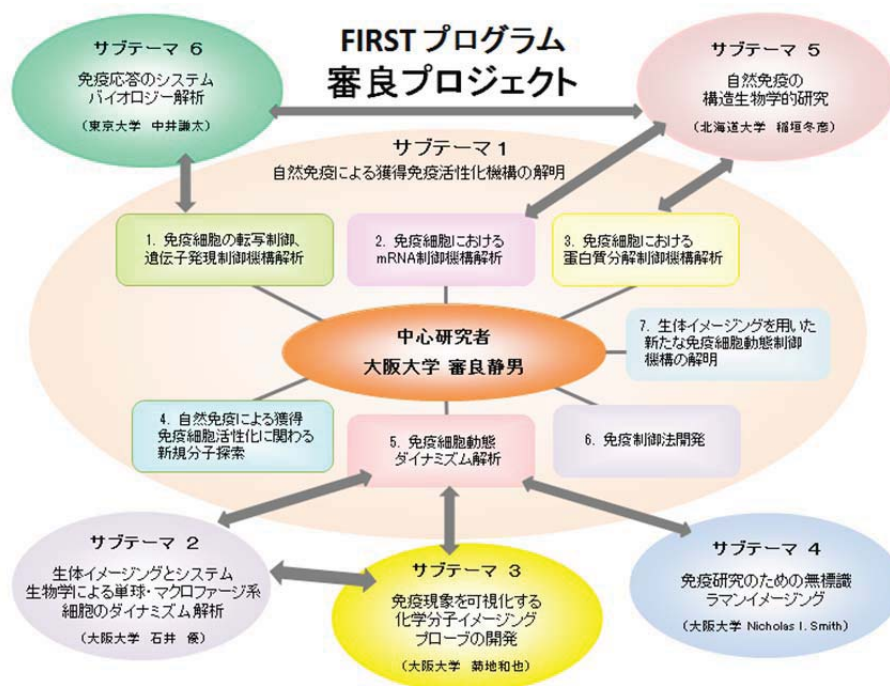 FIRST プログラム
審良プロジェクト
サブテーマ 6
免疫応答のシステム
バイオロジー解析
(東京大学 中井謙太)
サブテーマ 5
自然免疫の
構造生物学的研究
(北海道大学 稲垣冬彦)
サブテーマ 1
自然免疫による獲得免疫活性化機構の解明
1. 免疫細胞の転写制御、
遺伝子発現制御機構解析
2. 免疫細胞における
mRNA制御機構解析
3. 免疫細胞における
蛋白質分解制御機構解析
中心研究者
大阪大学 審良静男
7. 生体イメージングを用いた
新たな免疫細胞動態制御
機構の解明
4. 自然免疫による獲得
免疫細胞活性化に関わる
新規分子探索
5. 免疫細胞動態
ダイナミズム解析
6. 免疫制御法開発
サブテーマ 2
生体イメージングとシステム
生物学による単球・マクロファージ系
細胞のダイナミズム解析
(大阪大学 石井 優)
サブテーマ 3
免疫現象を可視化する
化学分子イメージング
プローブの開発
(大阪大学 菊地和也)
サブテーマ 4
免疫研究のための無標識
ラマンイメージング
(大阪大学 Nicholas I. Smith)